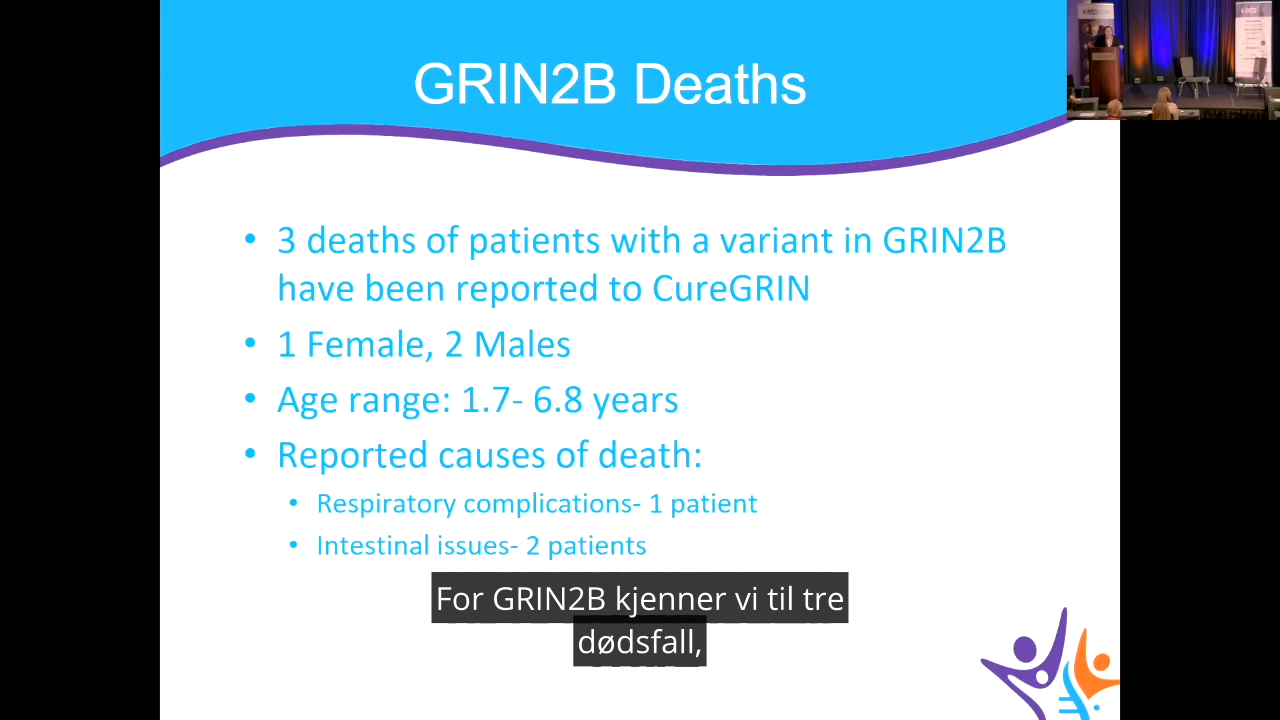 GRIN2B Deaths
• 3 deaths of patients with a variant in GRIN2B
have been reported to CureGRIN
• 1 Female, 2 Males
• Age range: 1.7- 6.8 years
• Reported causes of death:
• Respiratory complications- 1 patient
• Intestinal issues- 2 patients
For GRIN2B kjenner vi til tre
dødsfall,